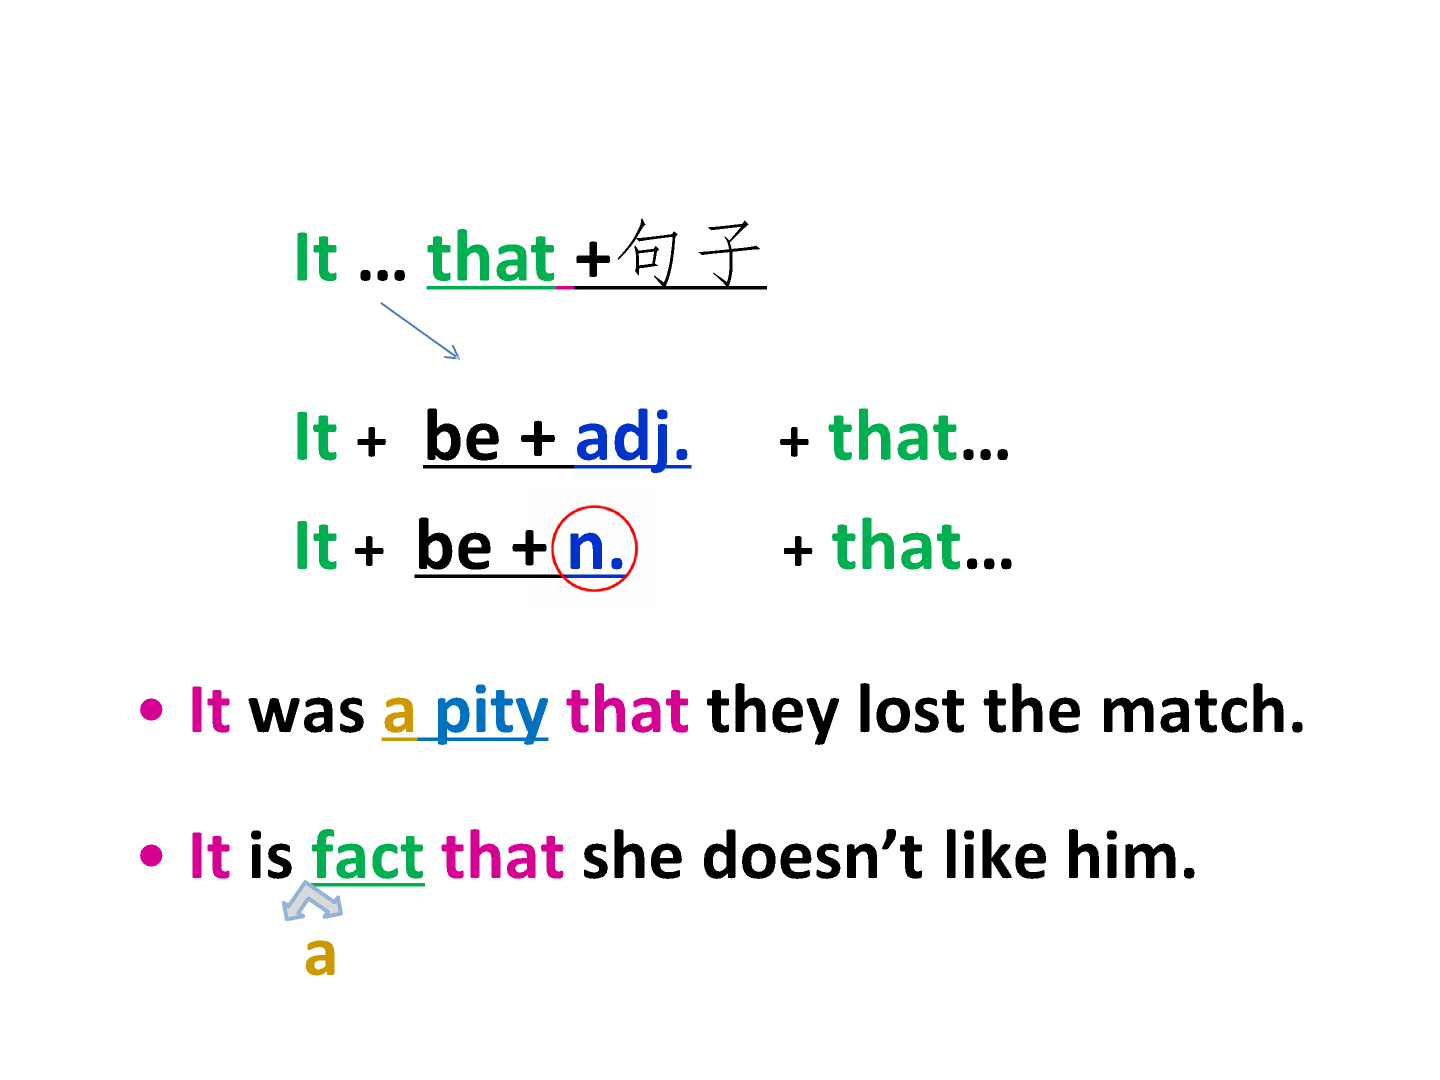 It … that +句子
It + be + adj. + that…
It + be + n. + that…
• It was a pity that they lost the match.
• It is fact that she doesn’t like him.
a